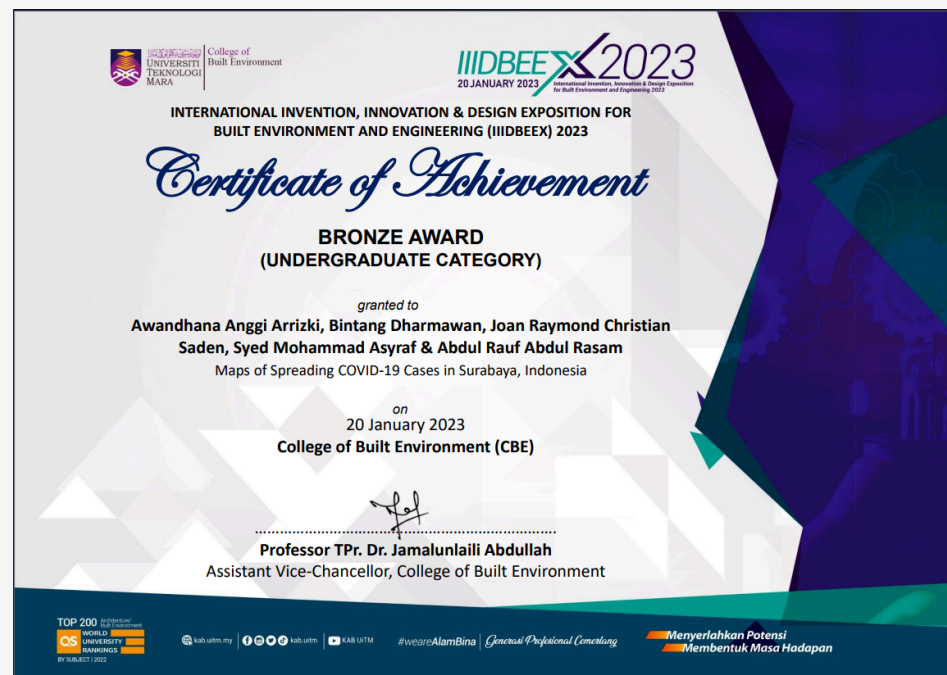 UNIVERSITI
TEKNOLOGI
MARA
College of
Built Environment
IIIDBEEX 2023
20 JANUARY 2023
International Invention, Innovation & Design Exposition
for Built Environment and Engineering 2023
INTERNATIONAL INVENTION, INNOVATION & DESIGN EXPOSITION FOR
BUILT ENVIRONMENT AND ENGINEERING (IIIDBEEX) 2023
Certificate of Achievement
BRONZE AWARD
(UNDERGRADUATE CATEGORY)
granted to
Awandhana Anggi Arrizki, Bintang Dharmawan, Joan Raymond Christian
Saden, Syed Mohammad Asyraf & Abdul Rauf Abdul Rasam
Maps of Spreading COVID-19 Cases in Surabaya, Indonesia
on
20 January 2023
College of Built Environment (CBE)
Professor TPr. Dr. Jamalunlaili Abdullah
Assistant Vice-Chancellor, College of Built Environment
TOP 200 Architecture/
Built Environment
QS WORLD
UNIVERSITY
RANKINGS
BY SUBJECT | 2022
kab.uitm.my
kab.uitm
KAB UiTM
#weareAlamBina
Generasi Profesional Cemerlang
Menyerlahkan Potensi
Membentuk Masa Hadapan